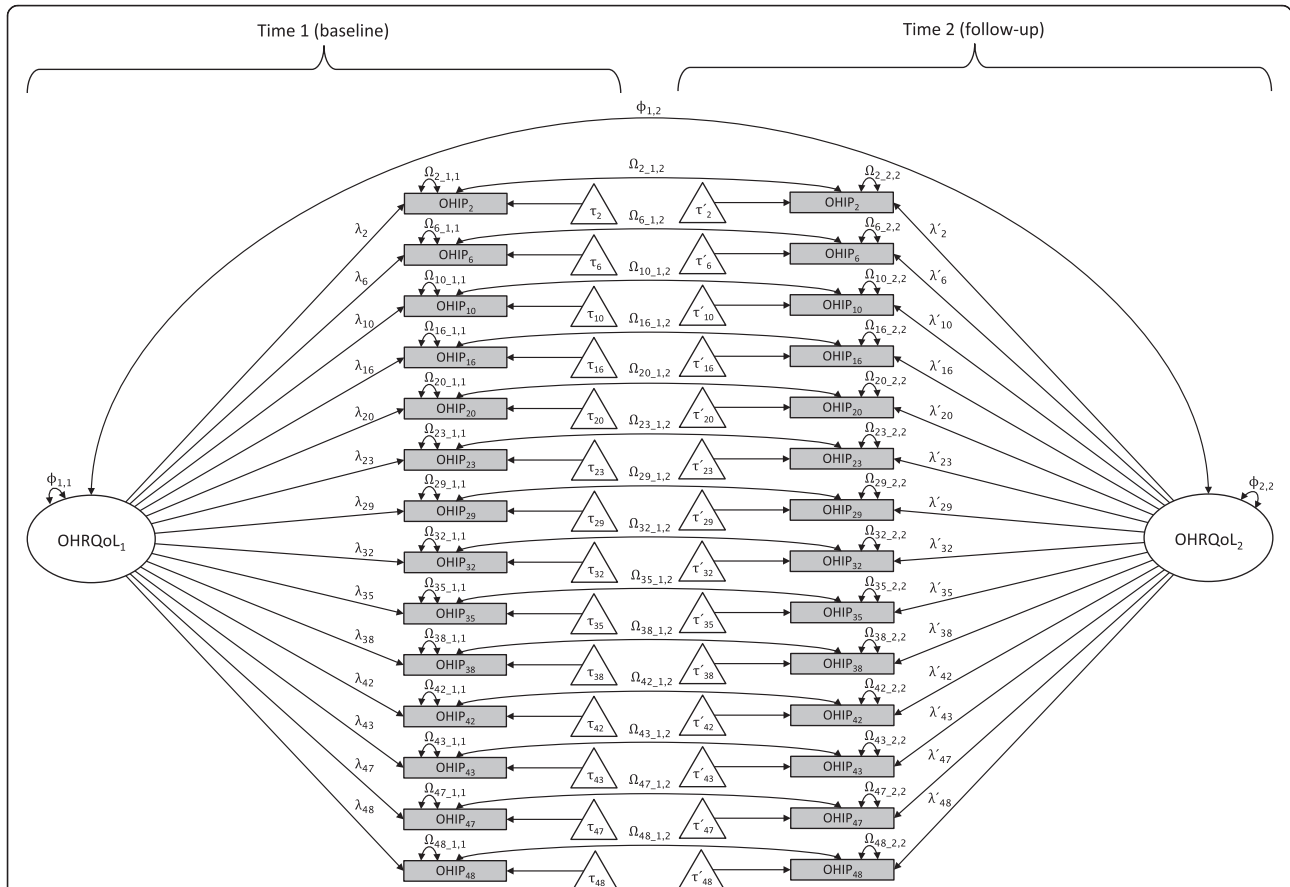 Time 1 (baseline) Time 2 (follow-up)
ϕ1,2
Ω2_1,1 Ω2_1,2 Ω2_2,2
λ2 OHIP2 τ2 τ´2 OHIP2 λ´2
Ω6_1,1 Ω6_1,2 Ω6_2,2
λ6 OHIP6 τ6 τ´6 OHIP6 λ´6
Ω10_1,1 Ω10_1,2 Ω10_2,2
λ10 OHIP10 τ10 τ´10 OHIP10 λ´10
Ω16_1,1 Ω16_1,2 Ω16_2,2
λ16 OHIP16 τ16 τ´16 OHIP16 λ´16
Ω20_1,1 Ω20_1,2 Ω20_2,2
λ20 OHIP20 τ20 τ´20 OHIP20 λ´20
Ω23_1,1 Ω23_1,2 Ω23_2,2
λ23 OHIP23 τ23 τ´23 OHIP23 λ´23
ϕ1,1 Ω29_1,1 Ω29_1,2 Ω29_2,2 ϕ2,2
λ29 OHIP29 τ29 τ´29 OHIP29 λ´29
OHRQoL1 Ω32_1,1 Ω32_1,2 Ω32_2,2 OHRQoL2
λ32 OHIP32 τ32 τ´32 OHIP32 λ´32
Ω35_1,1 Ω35_1,2 Ω35_2,2
λ35 OHIP35 τ35 τ´35 OHIP35 λ´35
Ω38_1,1 Ω38_1,2 Ω38_2,2
λ38 OHIP38 τ38 τ´38 OHIP38 λ´38
Ω42_1,1 Ω42_1,2 Ω42_2,2
λ42 OHIP42 τ42 τ´42 OHIP42 λ´42
Ω43_1,1 Ω43_1,2 Ω43_2,2
λ43 OHIP43 τ43 τ´43 OHIP43 λ´43
Ω47_1,1 Ω47_1,2 Ω47_2,2
λ47 OHIP47 τ47 τ´47 OHIP47 λ´47
Ω48_1,1 Ω48_1,2 Ω48_2,2
λ48 OHIP48 τ48 τ´48 OHIP48 λ´48